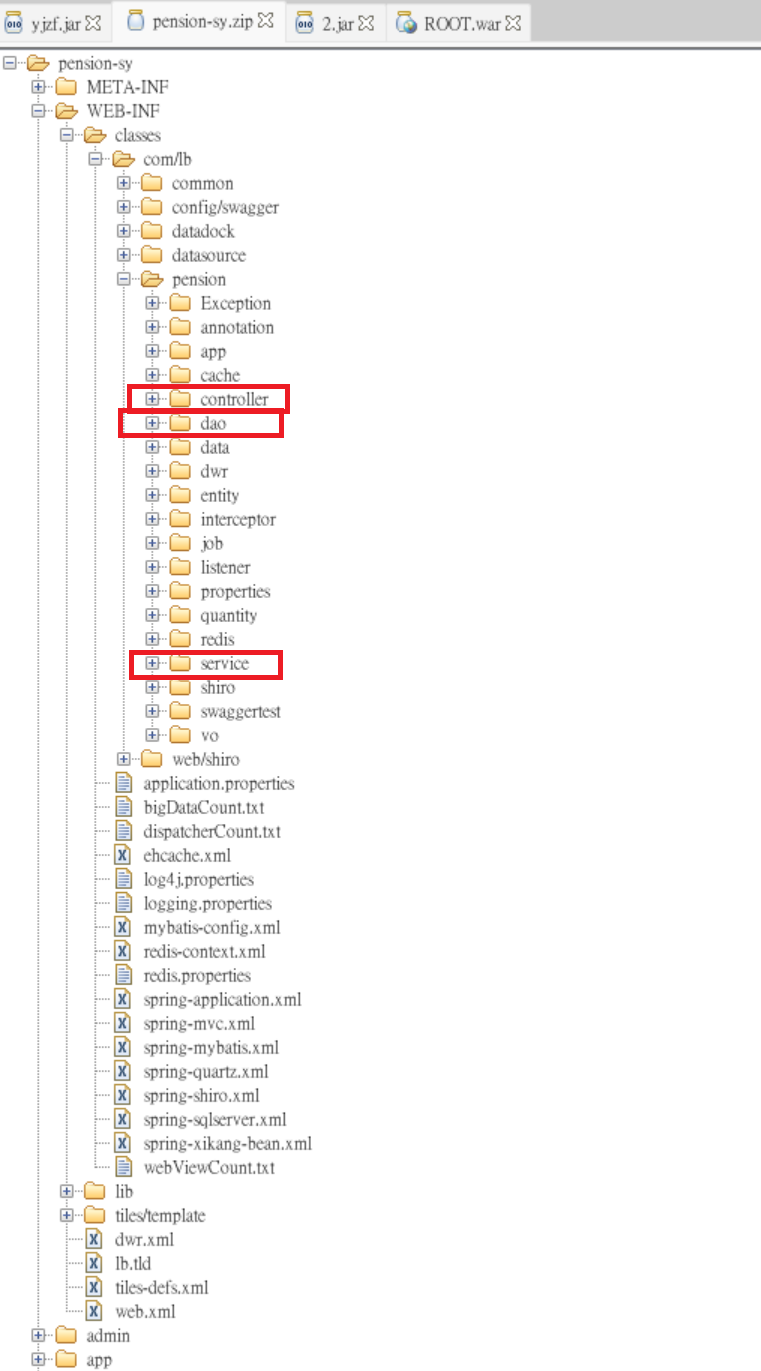 yjzf.jar pension-sy.zip 2.jar ROOT.war
pension-sy
META-INF
WEB-INF
classes
com/lb
common
config/swagger
datadock
datasource
pension
Exception
annotation
app
cache
controller
dao
data
dwr
entity
interceptor
job
listener
properties
quantity
redis
service
shiro
swaggertest
vo
web/shiro
application.properties
bigDataCount.txt
dispatcherCount.txt
ehcache.xml
log4j.properties
logging.properties
mybatis-config.xml
redis-context.xml
redis.properties
spring-application.xml
spring-mvc.xml
spring-mybatis.xml
spring-quartz.xml
spring-shiro.xml
spring-sqlserver.xml
spring-xikang-bean.xml
webViewCount.txt
lib
tiles/template
dwr.xml
lb.tld
tiles-defs.xml
web.xml
admin
app